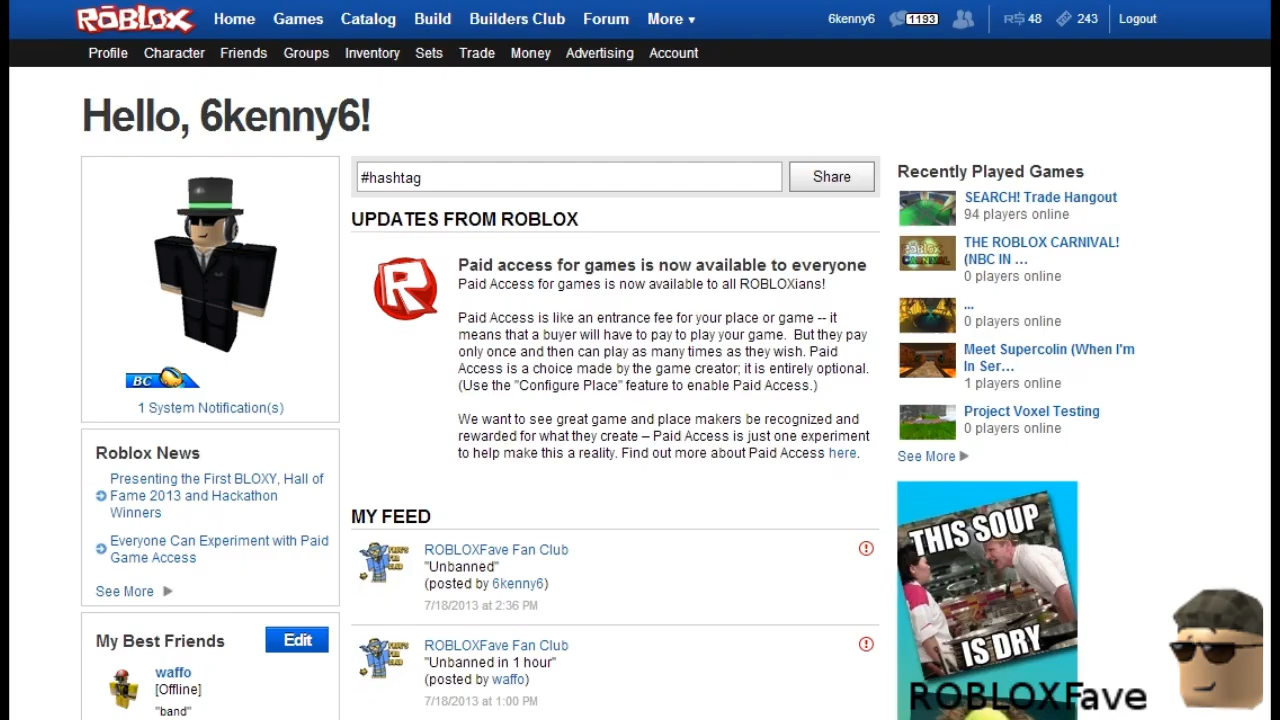 ROBLOX Home Games Catalog Build Builders Club Forum More ▼ 6kenny6 1193 R$ 48 243 Logout
Profile Character Friends Groups Inventory Sets Trade Money Advertising Account
Hello, 6kenny6!
BC
1 System Notification(s)
Roblox News
Presenting the First BLOXY, Hall of
Fame 2013 and Hackathon
Winners
Everyone Can Experiment with Paid
Game Access
See More
My Best Friends Edit
waffo
[Offline]
"band"
#hashtag Share
UPDATES FROM ROBLOX
R
Paid access for games is now available to everyone
Paid Access for games is now available to all ROBLOXians!
Paid Access is like an entrance fee for your place or game -- it
means that a buyer will have to pay to play your game. But they pay
only once and then can play as many times as they wish. Paid
Access is a choice made by the game creator; it is entirely optional.
(Use the "Configure Place" feature to enable Paid Access.)
We want to see great game and place makers be recognized and
rewarded for what they create – Paid Access is just one experiment
to help make this a reality. Find out more about Paid Access here.
MY FEED
ROBLOXFave Fan Club
"Unbanned"
(posted by 6kenny6)
7/18/2013 at 2:36 PM
ROBLOXFave Fan Club
"Unbanned in 1 hour"
(posted by waffo)
7/18/2013 at 1:00 PM
Recently Played Games
SEARCH! Trade Hangout
94 players online
THE ROBLOX CARNIVAL!
(NBC IN ...
0 players online
...
0 players online
Meet Supercolin (When I'm
In Ser...
1 players online
Project Voxel Testing
0 players online
See More
THIS SOUP
IS DRY
ROBLOXFave